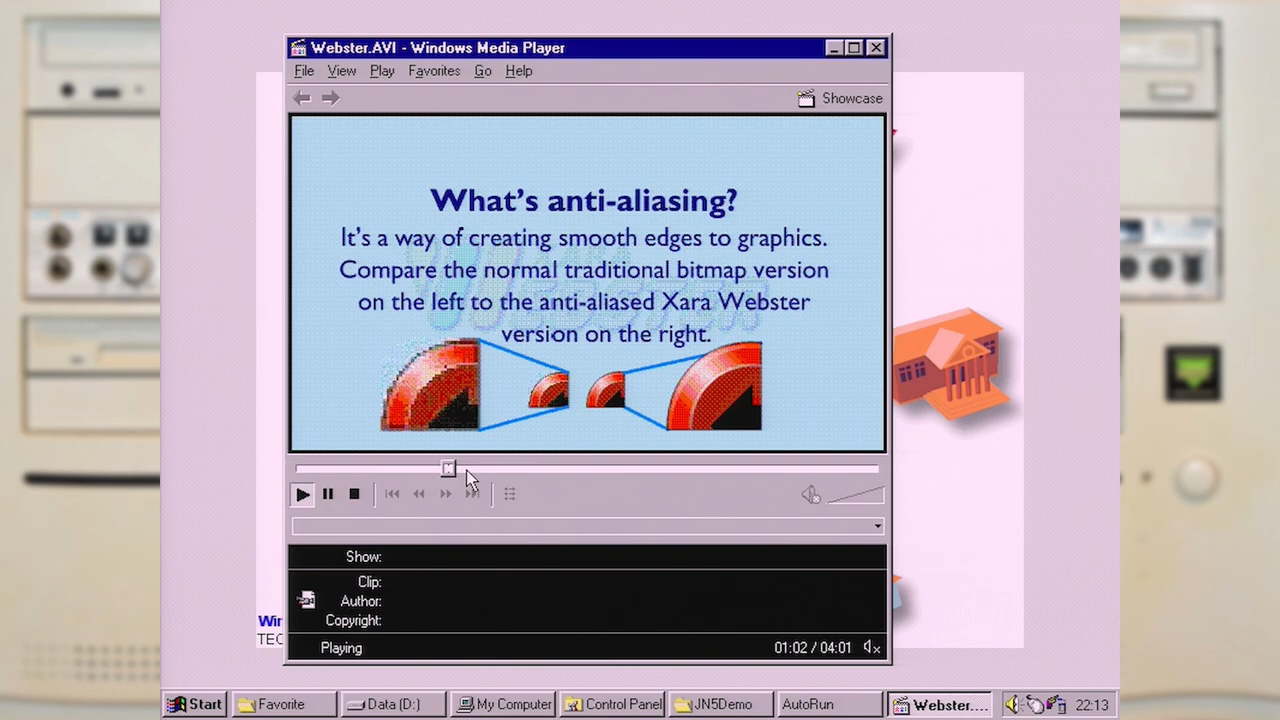 Webster.AVI - Windows Media Player
File View Play Favorites Go Help
Showcase
What's anti-aliasing?
It's a way of creating smooth edges to graphics.
Compare the normal traditional bitmap version
on the left to the anti-aliased Xara Webster
version on the right.
Show:
Clip:
Author:
Copyright:
Playing
01:02 / 04:01
Wir
TEC
Start Favorite Data (D:) My Computer Control Panel JN5Demo AutoRun Webster.... 22:13